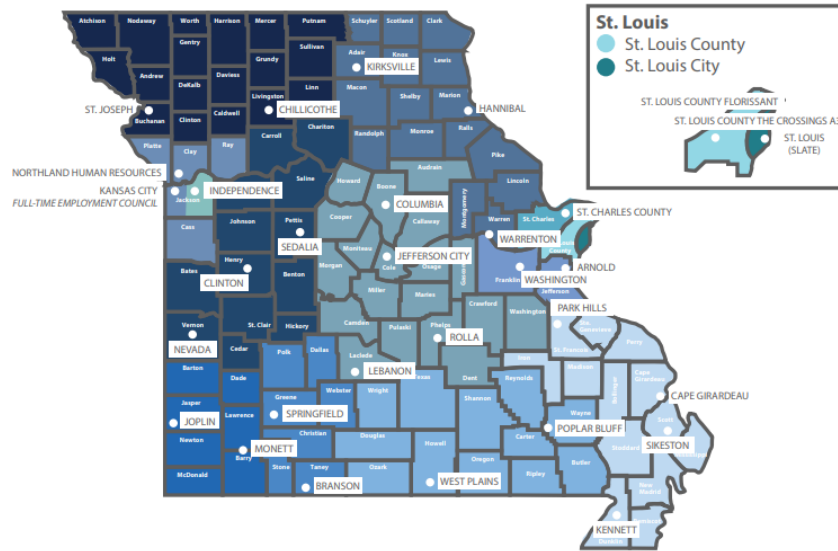 St. Louis
St. Louis County
St. Louis City
ST. LOUIS COUNTY FLORISSANT
ST. LOUIS COUNTY THE CROSSINGS A
ST. LOUIS
(SLATE)
Atchison
Nodaway
Worth
Harrison
Mercer
Putnam
Schuyler
Scotland
Clark
Gentry
Sullivan
Adair
Knox
Lewis
Holt
Andrew
DeKalb
Daviess
Grundy
KIRKSVILLE
Linn
Macon
Shelby
Marion
Livingston
ST. JOSEPH
CHILLICOTHE
HANNIBAL
Buchanan
Clinton
Caldwell
Carroll
Chariton
Randolph
Monroe
Ralls
Platte
Clay
Ray
Pike
NORTHLAND HUMAN RESOURCES
Saline
Howard
Boone
Audrain
KANSAS CITY
INDEPENDENCE
FULL-TIME EMPLOYMENT COUNCIL
Jackson
COLUMBIA
Callaway
Montgomery
Lincoln
Johnson
Pettis
Cooper
Warren
St. Charles
ST. CHARLES COUNTY
Cass
SEDALIA
Moniteau
WARRENTON
Louis
County
JEFFERSON CITY
Cole
Osage
Bates
Henry
Benton
Morgan
ARNOLD
CLINTON
Miller
Maries
Franklin
WASHINGTON
Jefferson
PARK HILLS
Crawford
Washington
Vernon
St. Clair
Hickory
Camden
Pulaski
Phelps
Ste.
Genevieve
NEVADA
ROLLA
St. Francois
Perry
Cedar
Polk
Dallas
Laclede
Dent
Iron
Madison
Barton
LEBANON
Texas
Reynolds
Cape
Girardeau
Bollinger
Dade
Jasper
Greene
Webster
Wright
Shannon
CAPE GIRARDEAU
Lawrence
SPRINGFIELD
Wayne
Scott
JOPLIN
POPLAR BLUFF
SIKESTON
Newton
Christian
Douglas
Howell
Carter
Stoddard
MONETT
Barry
Stone
Taney
Ozark
Oregon
Ripley
Butler
McDonald
BRANSON
WEST PLAINS
New
Madrid
KENNETT
Dunklin